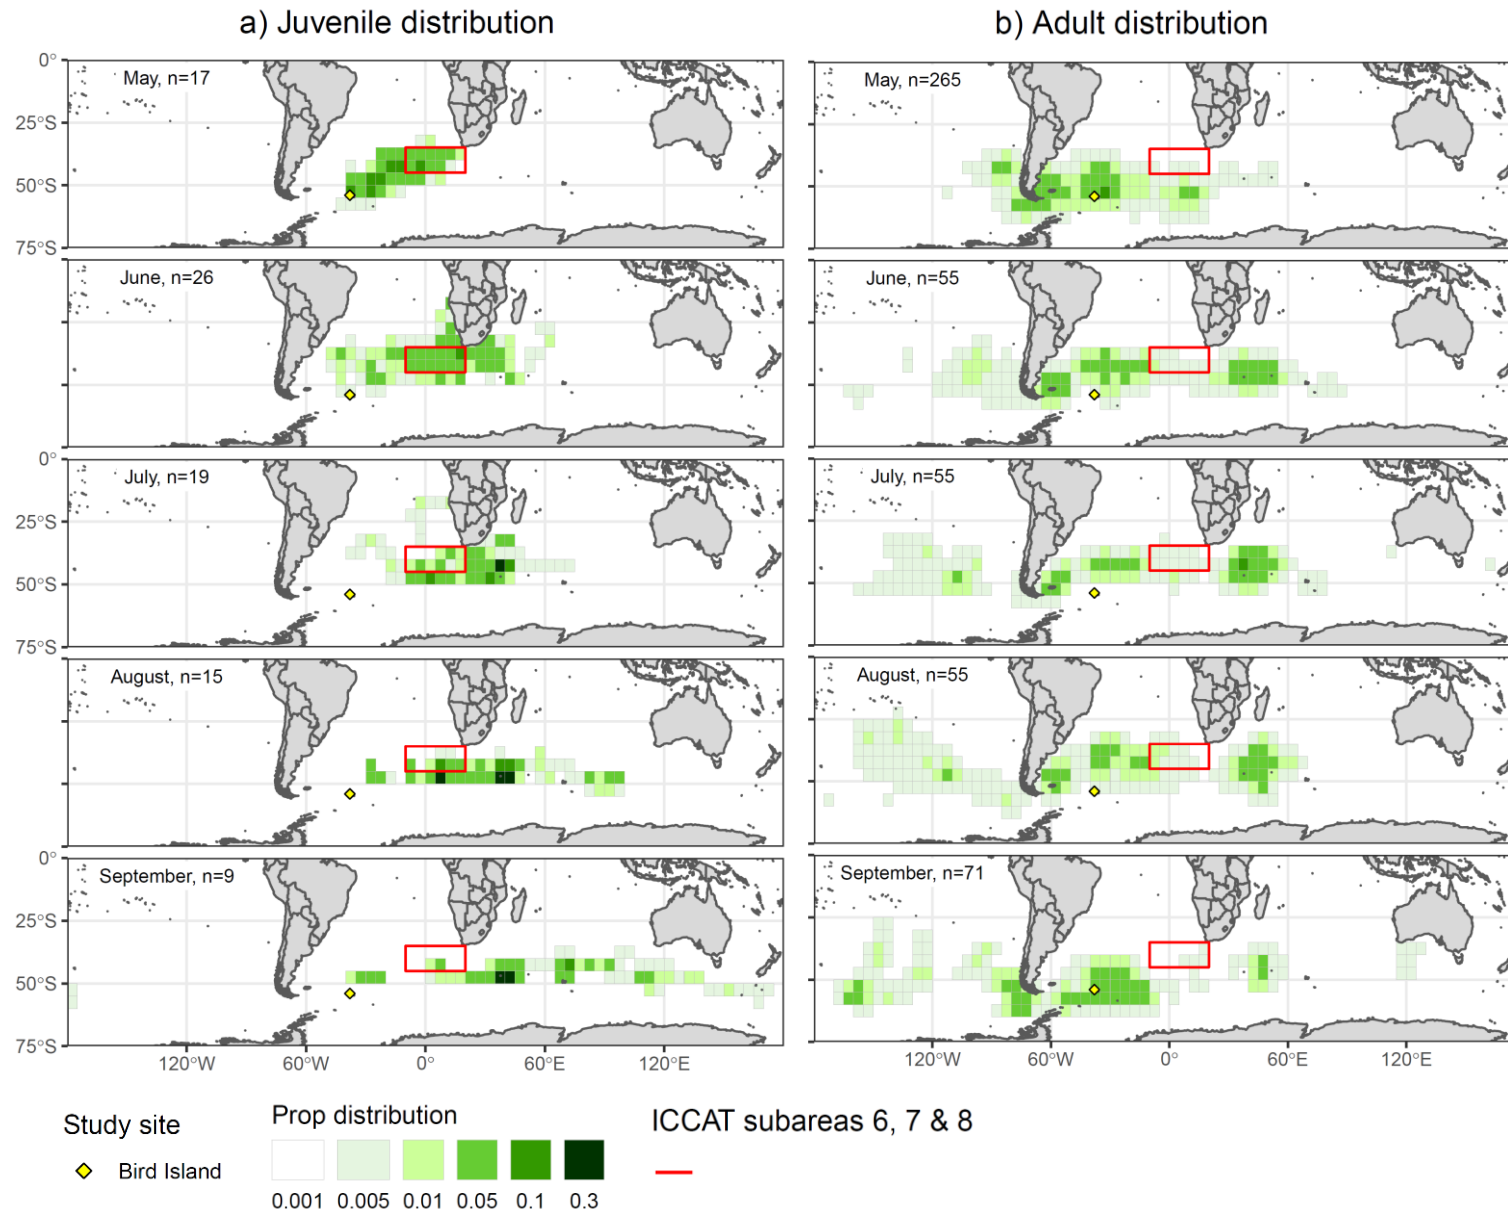 a) Juvenile distribution
b) Adult distribution
0°
25°S
50°S
75°S
May, n=17
May, n=265
June, n=26
June, n=55
0°
25°S
50°S
75°S
July, n=19
July, n=55
August, n=15
August, n=55
0°
25°S
50°S
75°S
September, n=9
September, n=71
120°W 60°W 0° 60°E 120°E
120°W 60°W 0° 60°E 120°E
Study site
Bird Island
Prop distribution
0.001 0.005 0.01 0.05 0.1 0.3
ICCAT subareas 6, 7 & 8